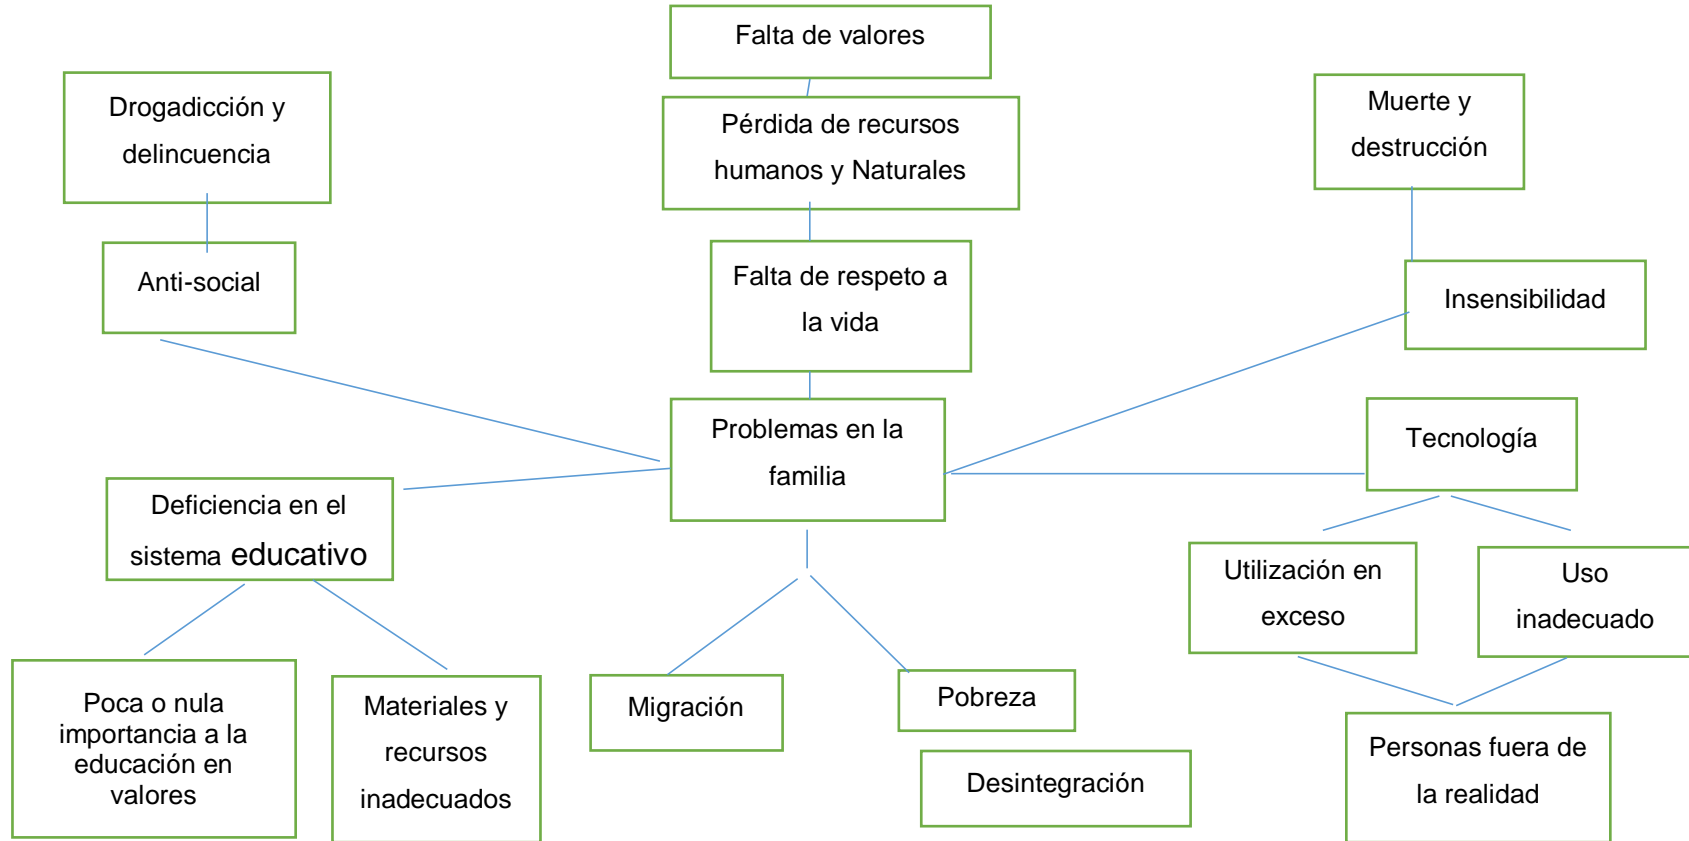 Falta de valores
Drogadicción y
delincuencia
Pérdida de recursos
humanos y Naturales
Muerte y
destrucción
Anti-social
Falta de respeto a
la vida
Insensibilidad
Problemas en la
familia
Tecnología
Deficiencia en el
sistema educativo
Utilización en
exceso
Uso
inadecuado
Poca o nula
importancia a la
educación en
valores
Materiales y
recursos
inadecuados
Migración
Pobreza
Desintegración
Personas fuera de
la realidad